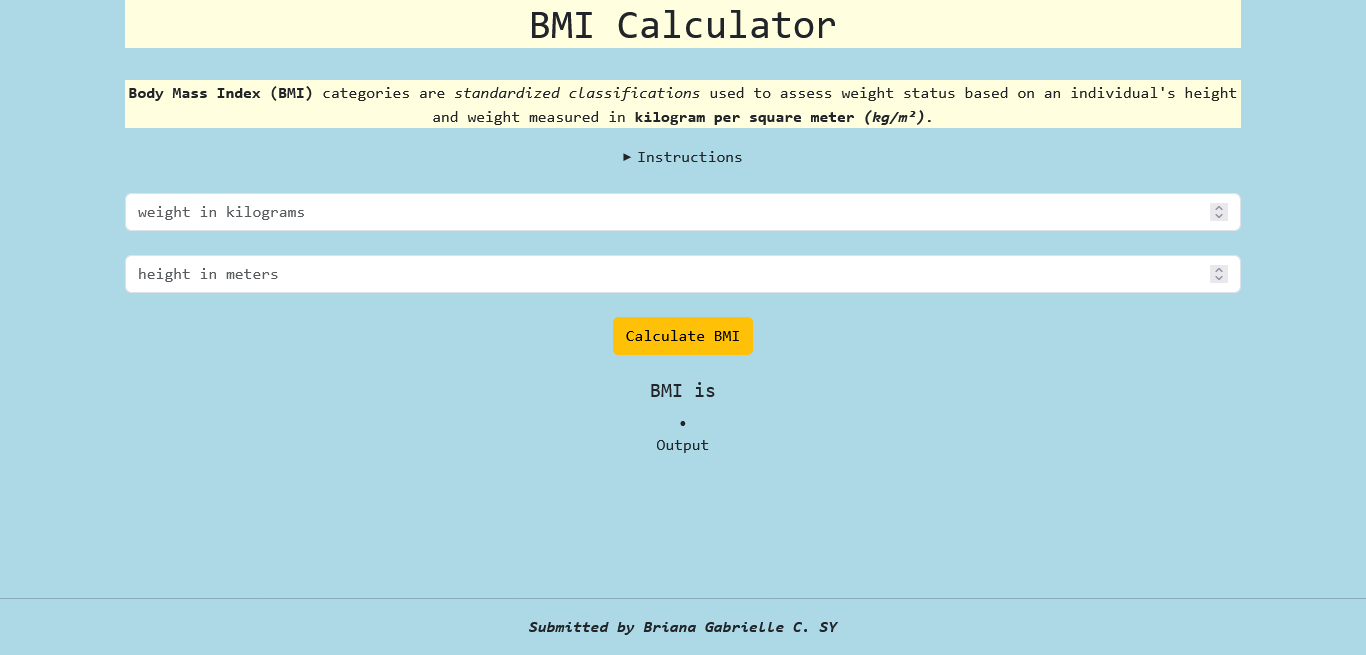 BMI Calculator
Body Mass Index (BMI) categories are standardized classifications used to assess weight status based on an individual's height
and weight measured in kilogram per square meter (kg/m²).
▶ Instructions
weight in kilograms
height in meters
Calculate BMI
BMI is
•
Output
Submitted by Briana Gabrielle C. SY